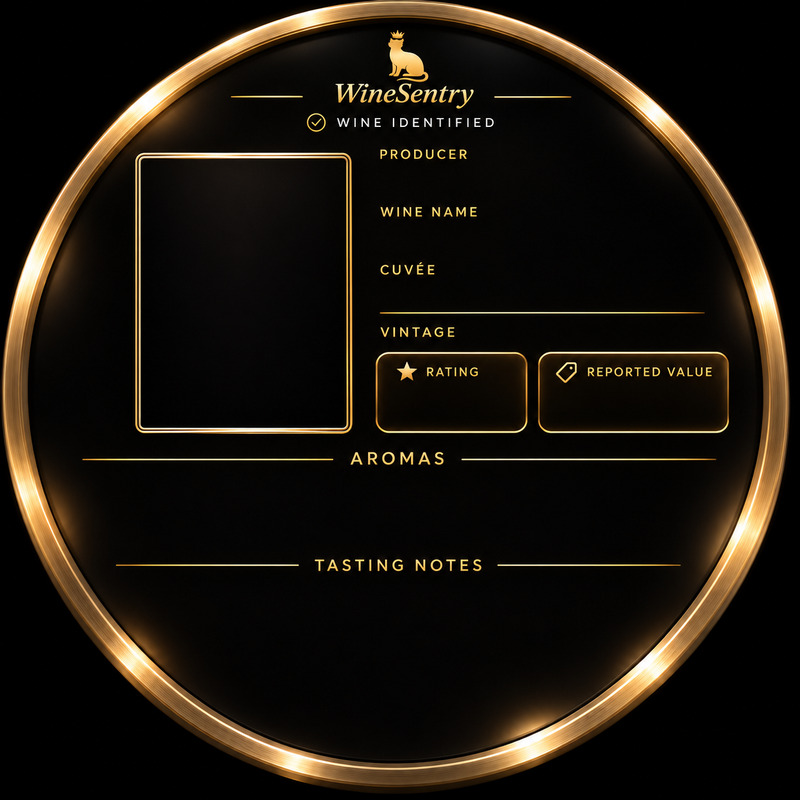 WineSentry
WINE IDENTIFIED
PRODUCER
WINE NAME
CUVÉE
VINTAGE
RATING
REPORTED VALUE
AROMAS
TASTING NOTES